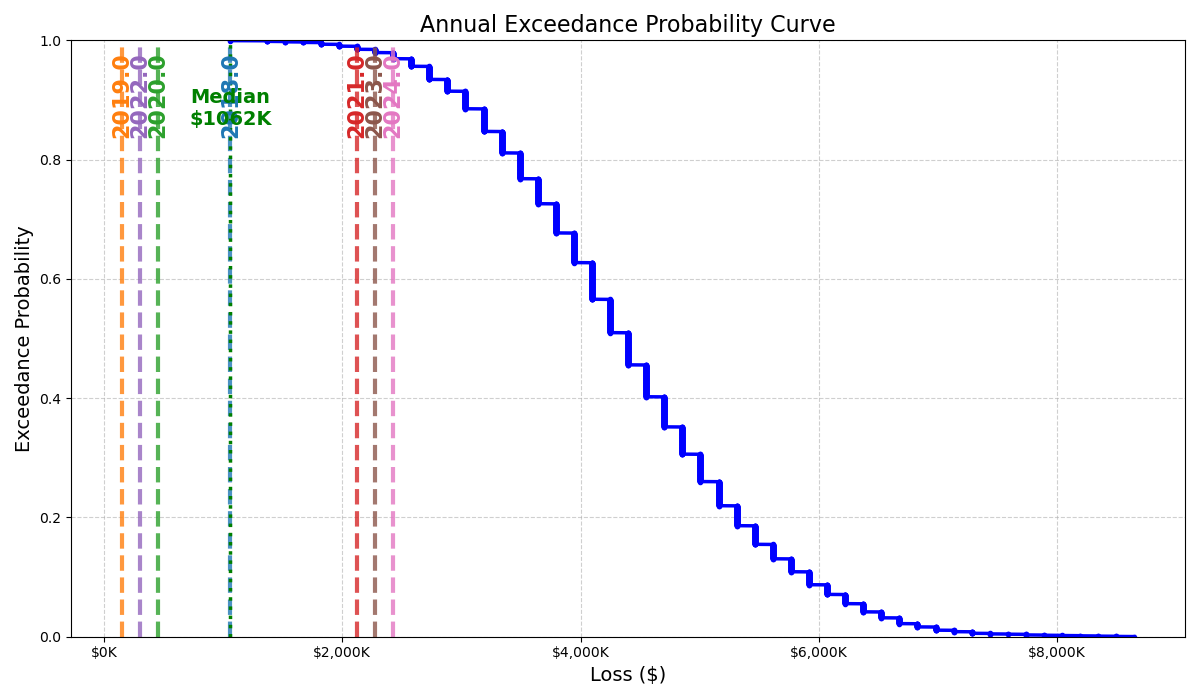 Annual Exceedance Probability Curve
Exceedance Probability
1.0
0.8
0.6
0.4
0.2
0.0
2019.0
2022.0
2020.0
2018.0
2021.0
2023.0
2024.0
Median
$1062K
$0K
$2,000K
$4,000K
$6,000K
$8,000K
Loss ($)